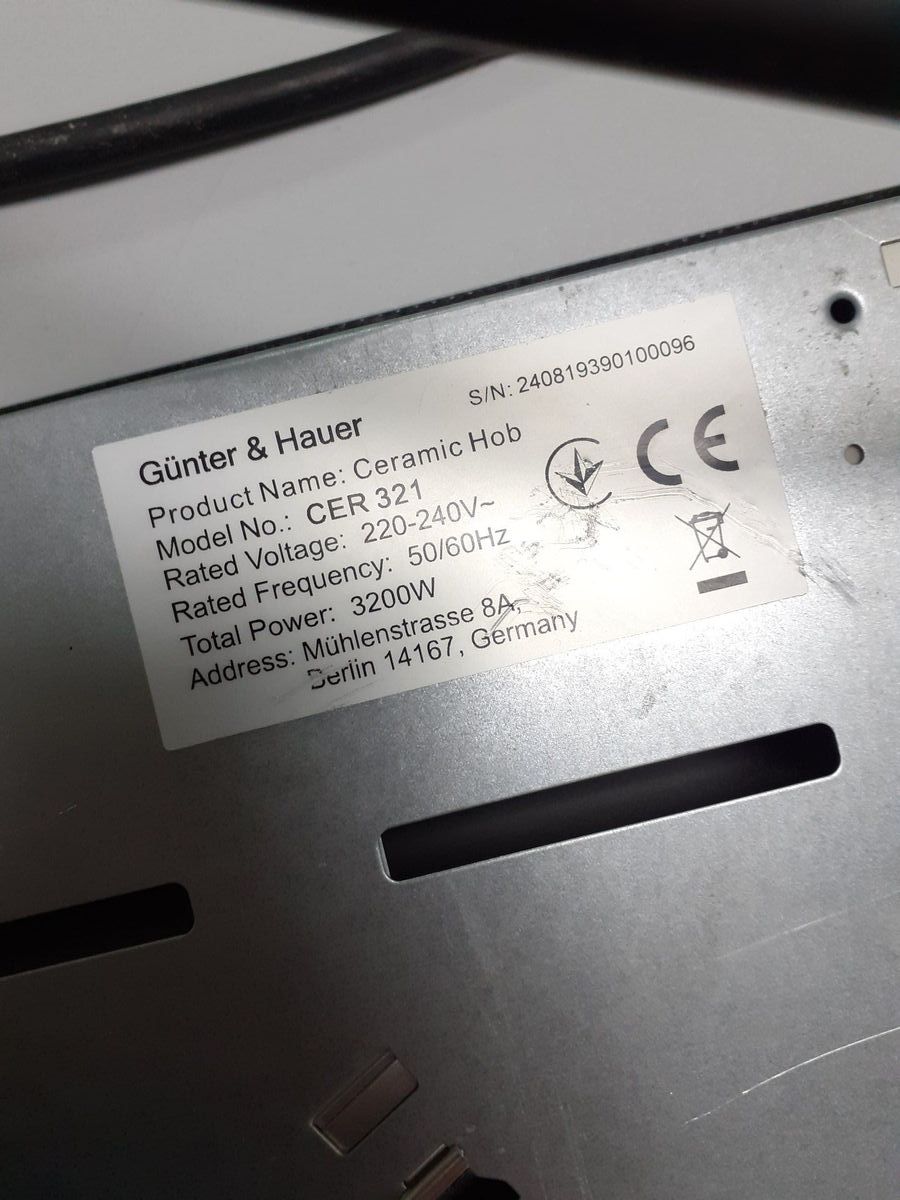 S/N: 240819390100096
Günter & Hauer
Product Name: Ceramic Hob
Model No.: CER 321
Rated Voltage: 220-240V~
Rated Frequency: 50/60Hz
Total Power: 3200W
Address: Mühlenstrasse 8A,
Berlin 14167, Germany
CE